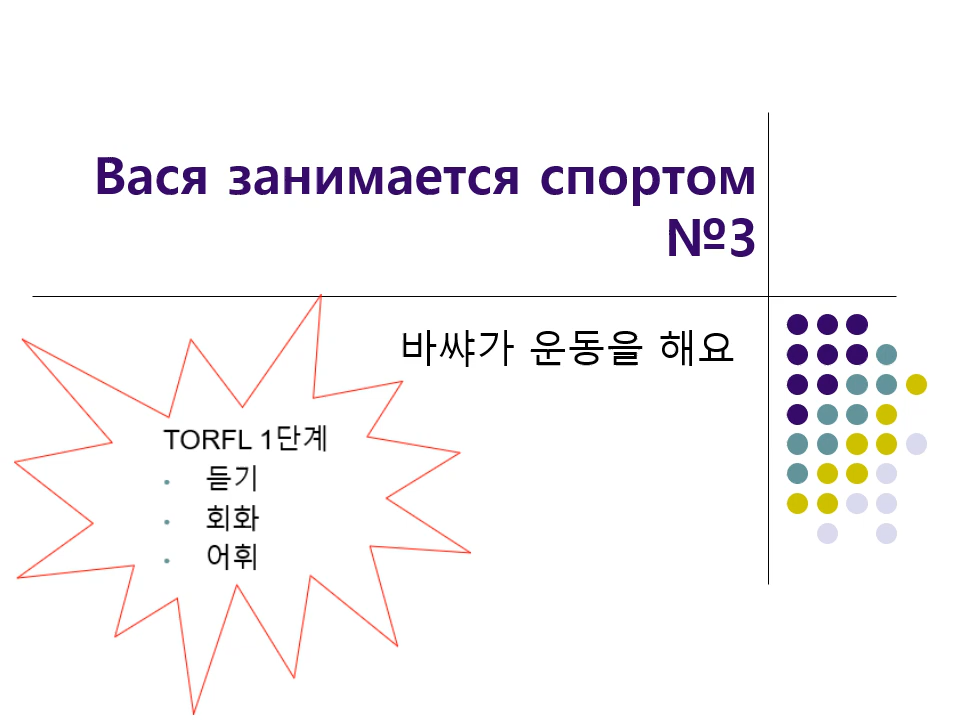 Вася занимается спортом
№3
바쌰가 운동을 해요
TORFL 1단계
• 듣기
• 회화
• 어휘